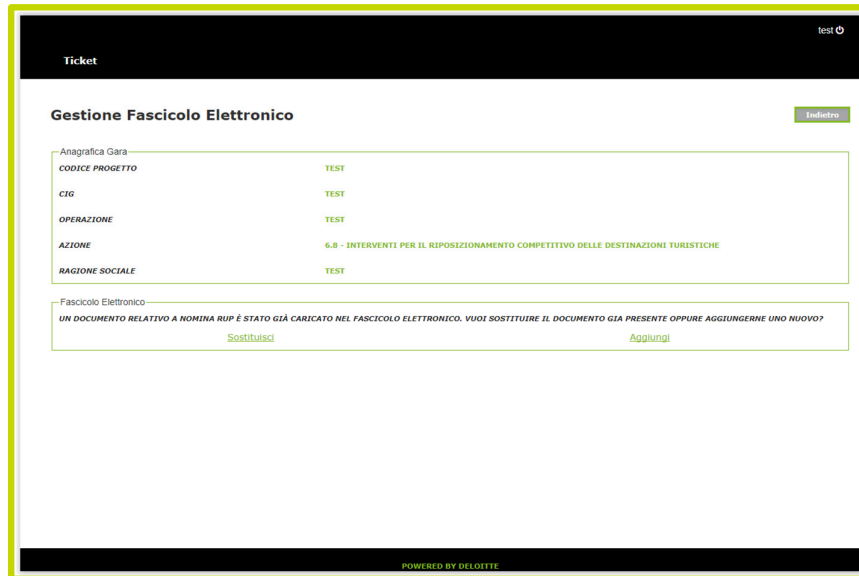 test
Ticket
Gestione Fascicolo Elettronico
Indietro
Anagrafica Gara
CODICE PROGETTO TEST
CIG TEST
OPERAZIONE TEST
AZIONE 6.8 - INTERVENTI PER IL RIPOSIZIONAMENTO COMPETITIVO DELLE DESTINAZIONI TURISTICHE
RAGIONE SOCIALE TEST
Fascicolo Elettronico
UN DOCUMENTO RELATIVO A NOMINA RUP È STATO GIÀ CARICATO NEL FASCICOLO ELETTRONICO. VUOI SOSTITUIRE IL DOCUMENTO GIA PRESENTE OPPURE AGGIUNGERNE UNO NUOVO?
Sostituisci Aggiungi
POWERED BY DELOITTE